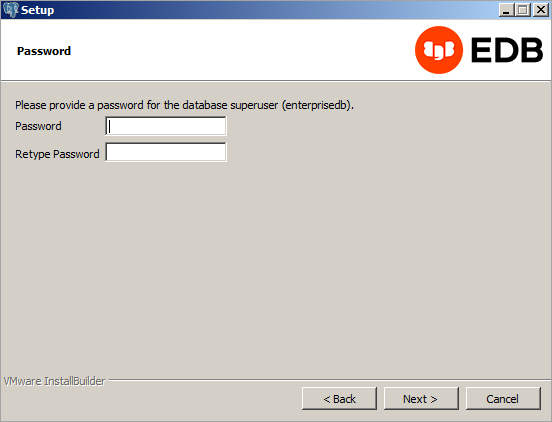 Setup
Password
EDB
Please provide a password for the database superuser (enterprisedb).
Password
Retype Password
VMware InstallBuilder
< Back
Next >
Cancel